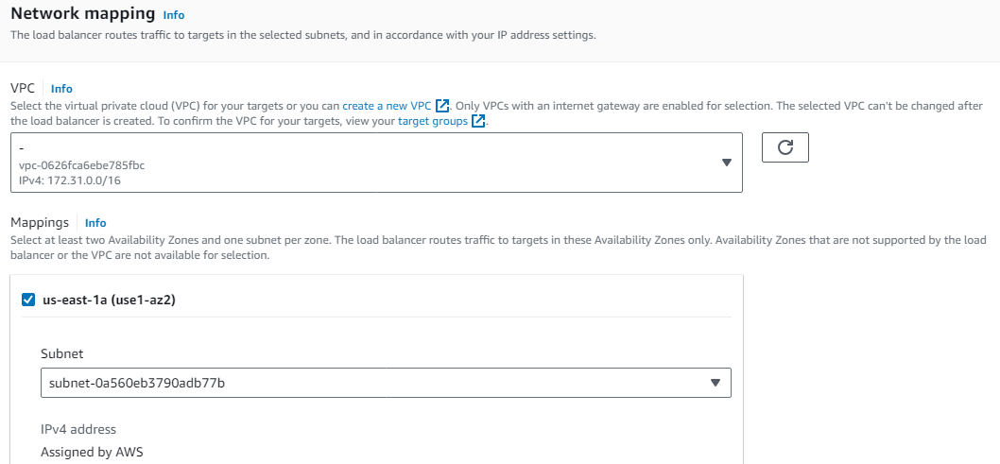 Network mapping Info
The load balancer routes traffic to targets in the selected subnets, and in accordance with your IP address settings.
VPC Info
Select the virtual private cloud (VPC) for your targets or you can create a new VPC. Only VPCs with an internet gateway are enabled for selection. The selected VPC can't be changed after
the load balancer is created. To confirm the VPC for your targets, view your target groups.
-
vpc-0626fca6ebe785fbc
IPv4: 172.31.0.0/16
Mappings Info
Select at least two Availability Zones and one subnet per zone. The load balancer routes traffic to targets in these Availability Zones only. Availability Zones that are not supported by the load
balancer or the VPC are not available for selection.
us-east-1a (use1-az2)
Subnet
subnet-0a560eb3790adb77b
IPv4 address
Assigned by AWS